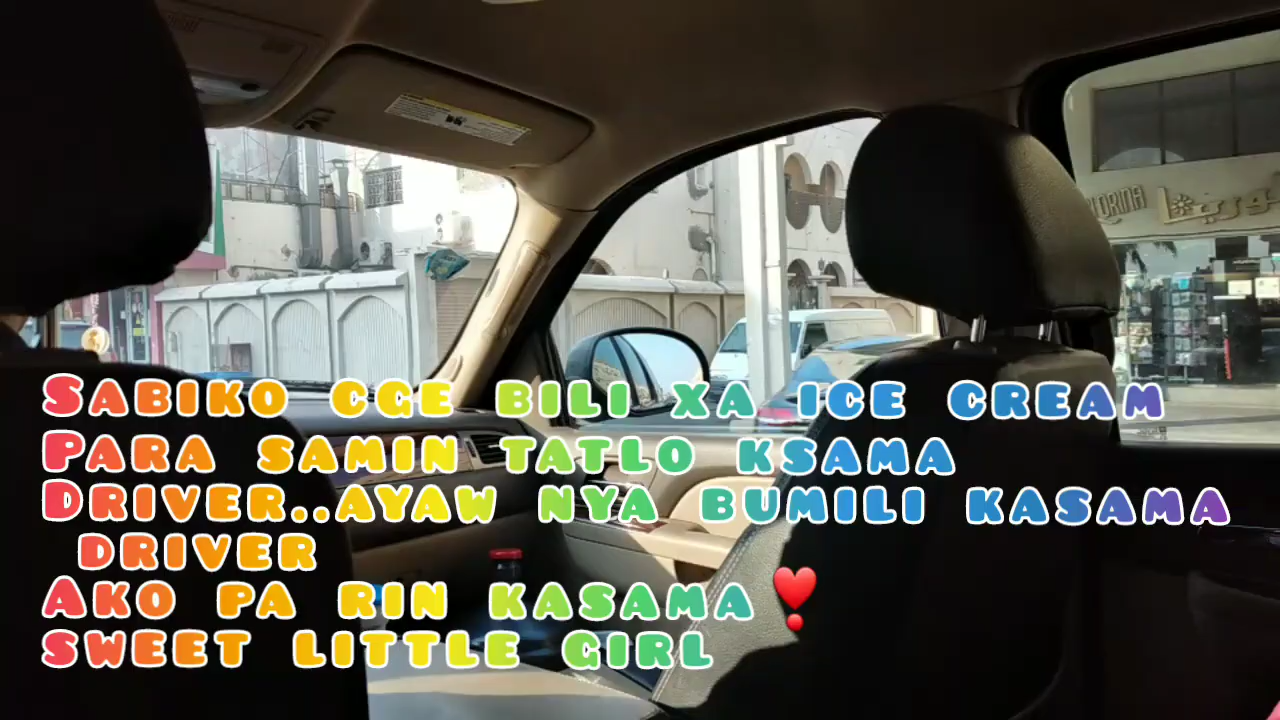 Sabiko cge bili xa ice cream
Para samin tatlo ksama
Driver..ayaw nya bumili kasama
driver
Ako pa rin kasama❣️
sweet little girl